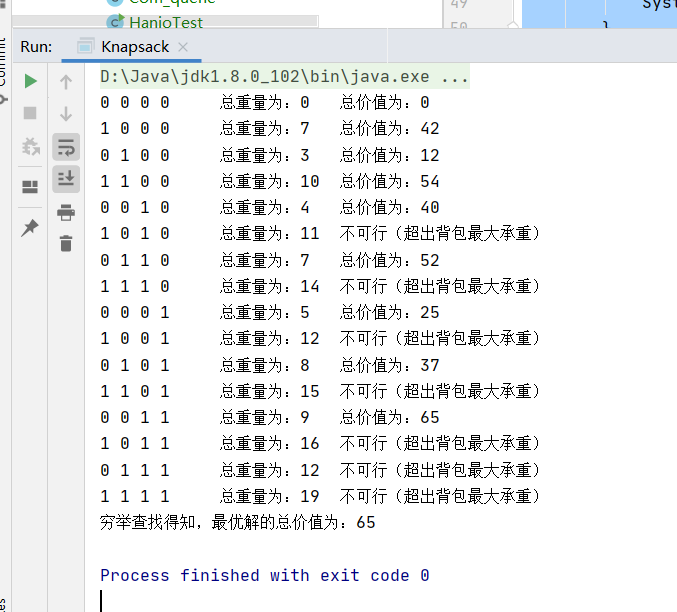 Com_quene
HanioTest
49
Syst
50
}
Commit
Run: Knapsack
D:\Java\jdk1.8.0_102\bin\java.exe ...
0 0 0 0 总重量为：0 总价值为：0
1 0 0 0 总重量为：7 总价值为：42
0 1 0 0 总重量为：3 总价值为：12
1 1 0 0 总重量为：10 总价值为：54
0 0 1 0 总重量为：4 总价值为：40
1 0 1 0 总重量为：11 不可行（超出背包最大承重）
0 1 1 0 总重量为：7 总价值为：52
1 1 1 0 总重量为：14 不可行（超出背包最大承重）
0 0 0 1 总重量为：5 总价值为：25
1 0 0 1 总重量为：12 不可行（超出背包最大承重）
0 1 0 1 总重量为：8 总价值为：37
1 1 0 1 总重量为：15 不可行（超出背包最大承重）
0 0 1 1 总重量为：9 总价值为：65
1 0 1 1 总重量为：16 不可行（超出背包最大承重）
0 1 1 1 总重量为：12 不可行（超出背包最大承重）
1 1 1 1 总重量为：19 不可行（超出背包最大承重）
穷举查找得知，最优解的总价值为：65
Process finished with exit code 0